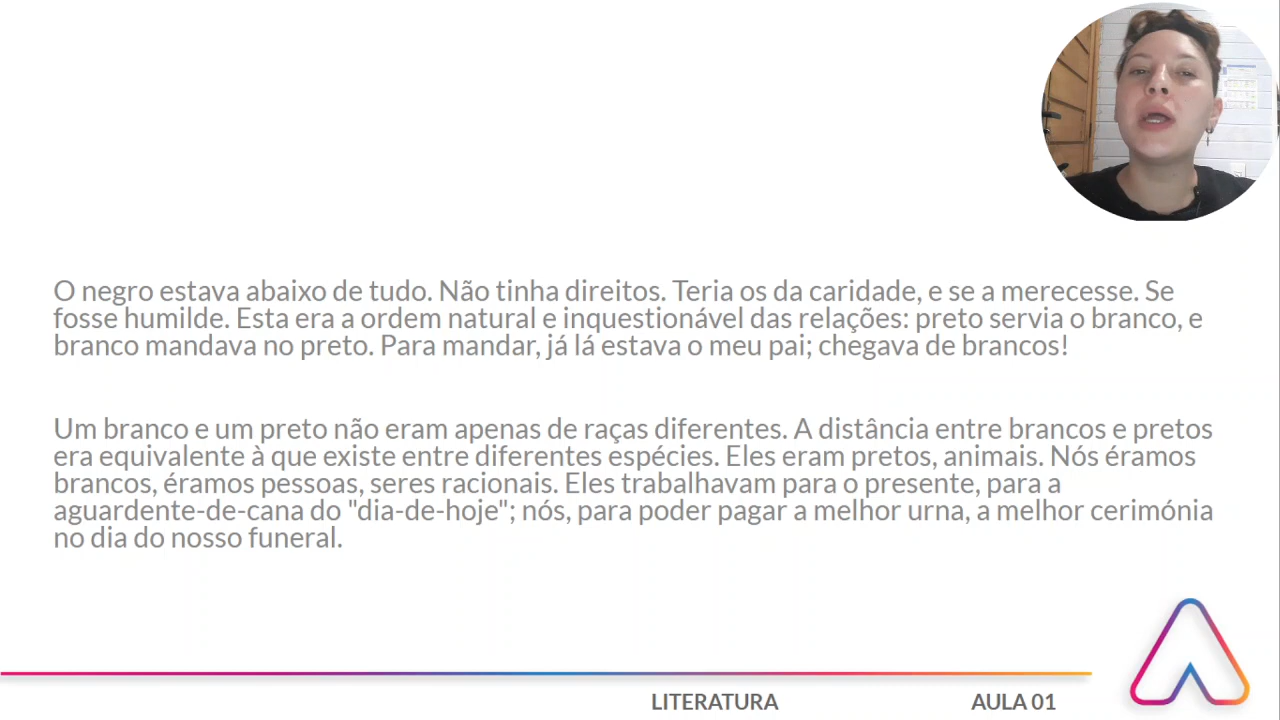 O negro estava abaixo de tudo. Não tinha direitos. Teria os da caridade, e se a merecesse. Se
fosse humilde. Esta era a ordem natural e inquestionável das relações: preto servia o branco, e
branco mandava no preto. Para mandar, já lá estava o meu pai; chegava de brancos!
Um branco e um preto não eram apenas de raças diferentes. A distância entre brancos e pretos
era equivalente à que existe entre diferentes espécies. Eles eram pretos, animais. Nós éramos
brancos, éramos pessoas, seres racionais. Eles trabalhavam para o presente, para a
aguardente-de-cana do "dia-de-hoje"; nós, para poder pagar a melhor urna, a melhor cerimónia
no dia do nosso funeral.
LITERATURA AULA 01